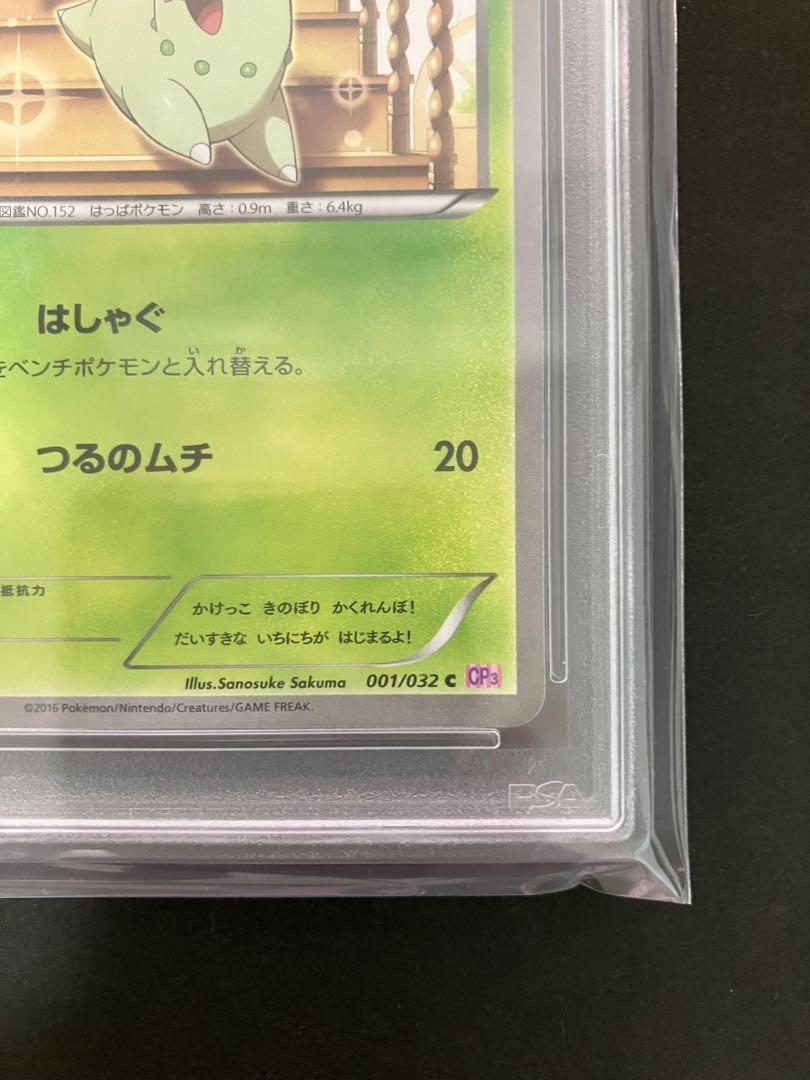 図鑑NO.152 はっぱポケモン 高さ：0.9m 重さ：6.4kg
はしゃぐ
をベンチポケモンと入れ替える。
つるのムチ 20
抵抗力
かけっこ きのぼり かくれんぼ！
だいすきな いちにちが はじまるよ！
Illus.Sanosuke Sakuma 001/032 C CP3
©2016 Pokémon/Nintendo/Creatures/GAME FREAK.
PSA